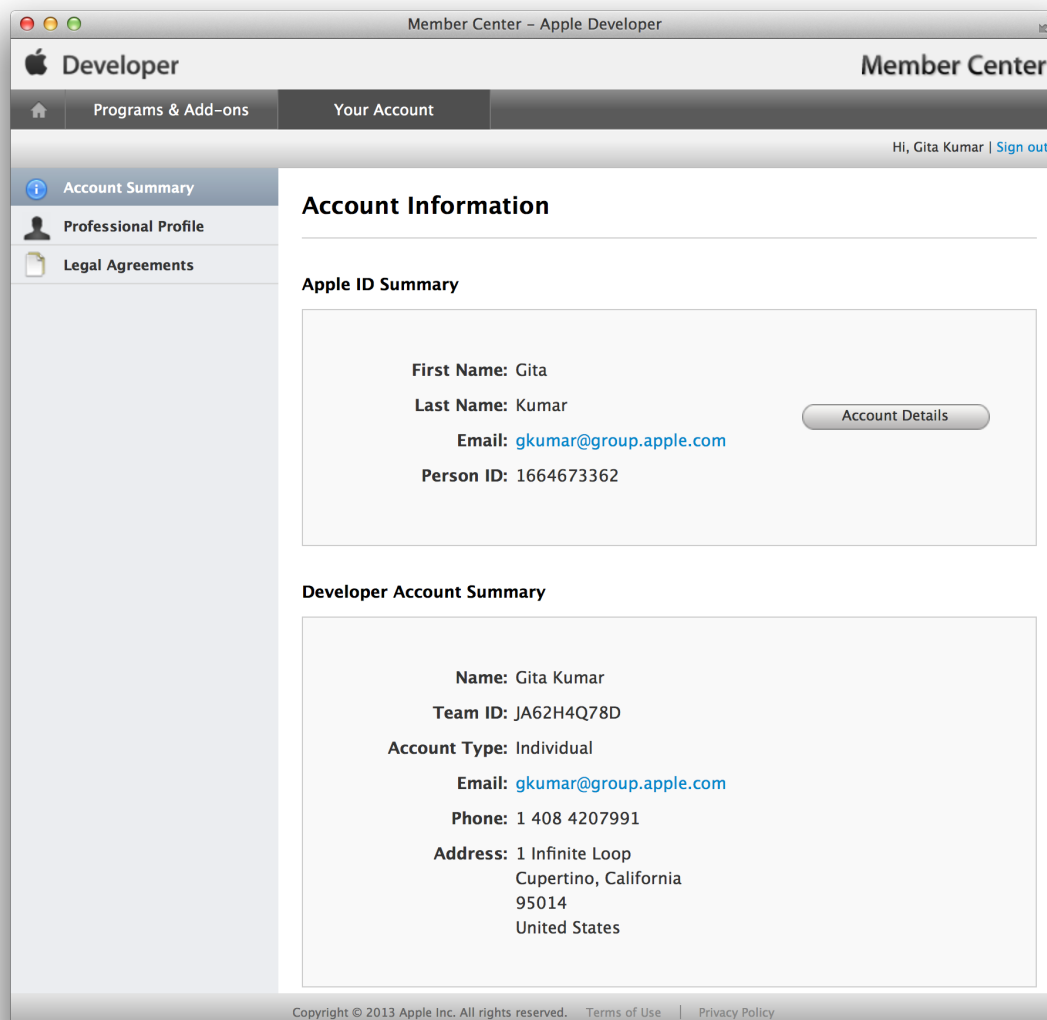 Member Center – Apple Developer
Developer
Member Center
Programs & Add-ons
Your Account
Hi, Gita Kumar | Sign out
Account Summary
Professional Profile
Legal Agreements
Account Information
Apple ID Summary
First Name: Gita
Last Name: Kumar
Account Details
Email: gkumar@group.apple.com
Person ID: 1664673362
Developer Account Summary
Name: Gita Kumar
Team ID: JA62H4Q78D
Account Type: Individual
Email: gkumar@group.apple.com
Phone: 1 408 4207991
Address: 1 Infinite Loop
Cupertino, California
95014
United States
Copyright © 2013 Apple Inc. All rights reserved. Terms of Use | Privacy Policy